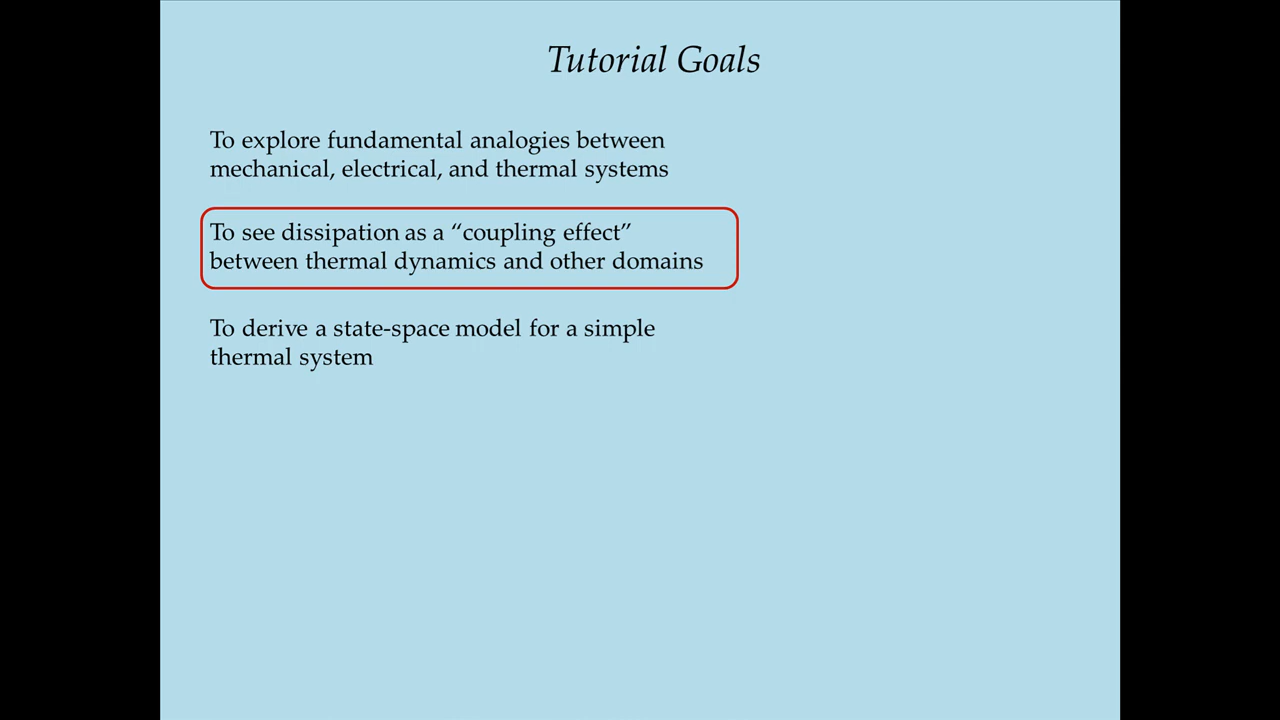 Tutorial Goals
To explore fundamental analogies between
mechanical, electrical, and thermal systems
To see dissipation as a “coupling effect”
between thermal dynamics and other domains
To derive a state-space model for a simple
thermal system